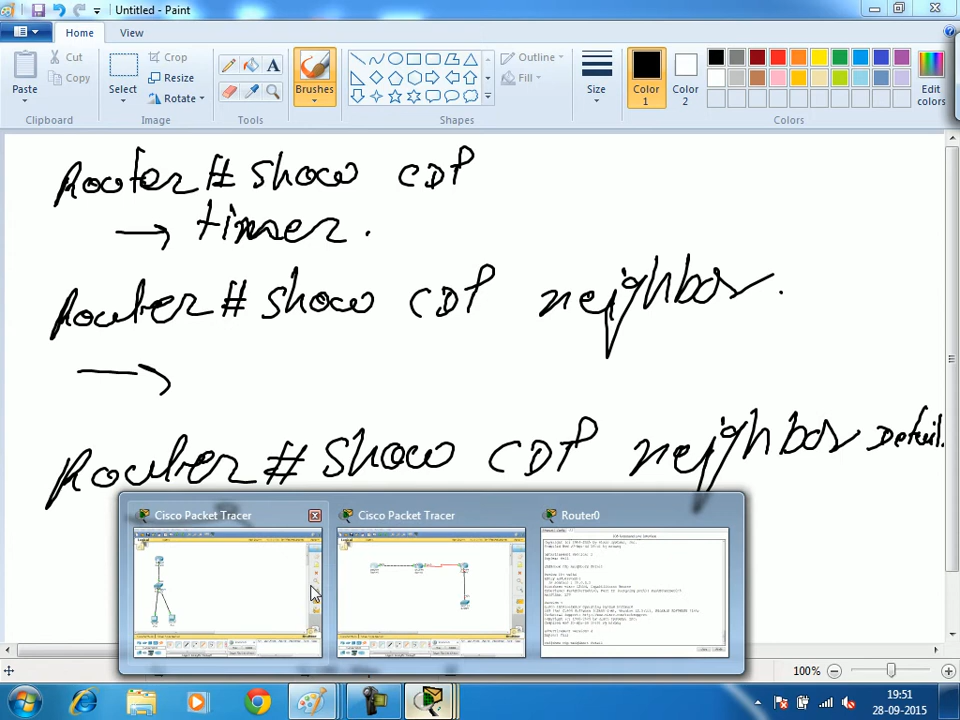 Untitled - Paint
Home View
Paste
Cut
Copy
Clipboard
Select
Crop
Resize
Rotate
Image
A
Tools
Brushes
Outline
Fill
Shapes
Size
Color 1
Color 2
Edit colors
Colors
Router# show CDP
→ timer.
Router # show CDP neighbor.
→
Router # show CDP neighbor Detail.
Cisco Packet Tracer
Cisco Packet Tracer
Router0
100%
19:51
28-09-2015